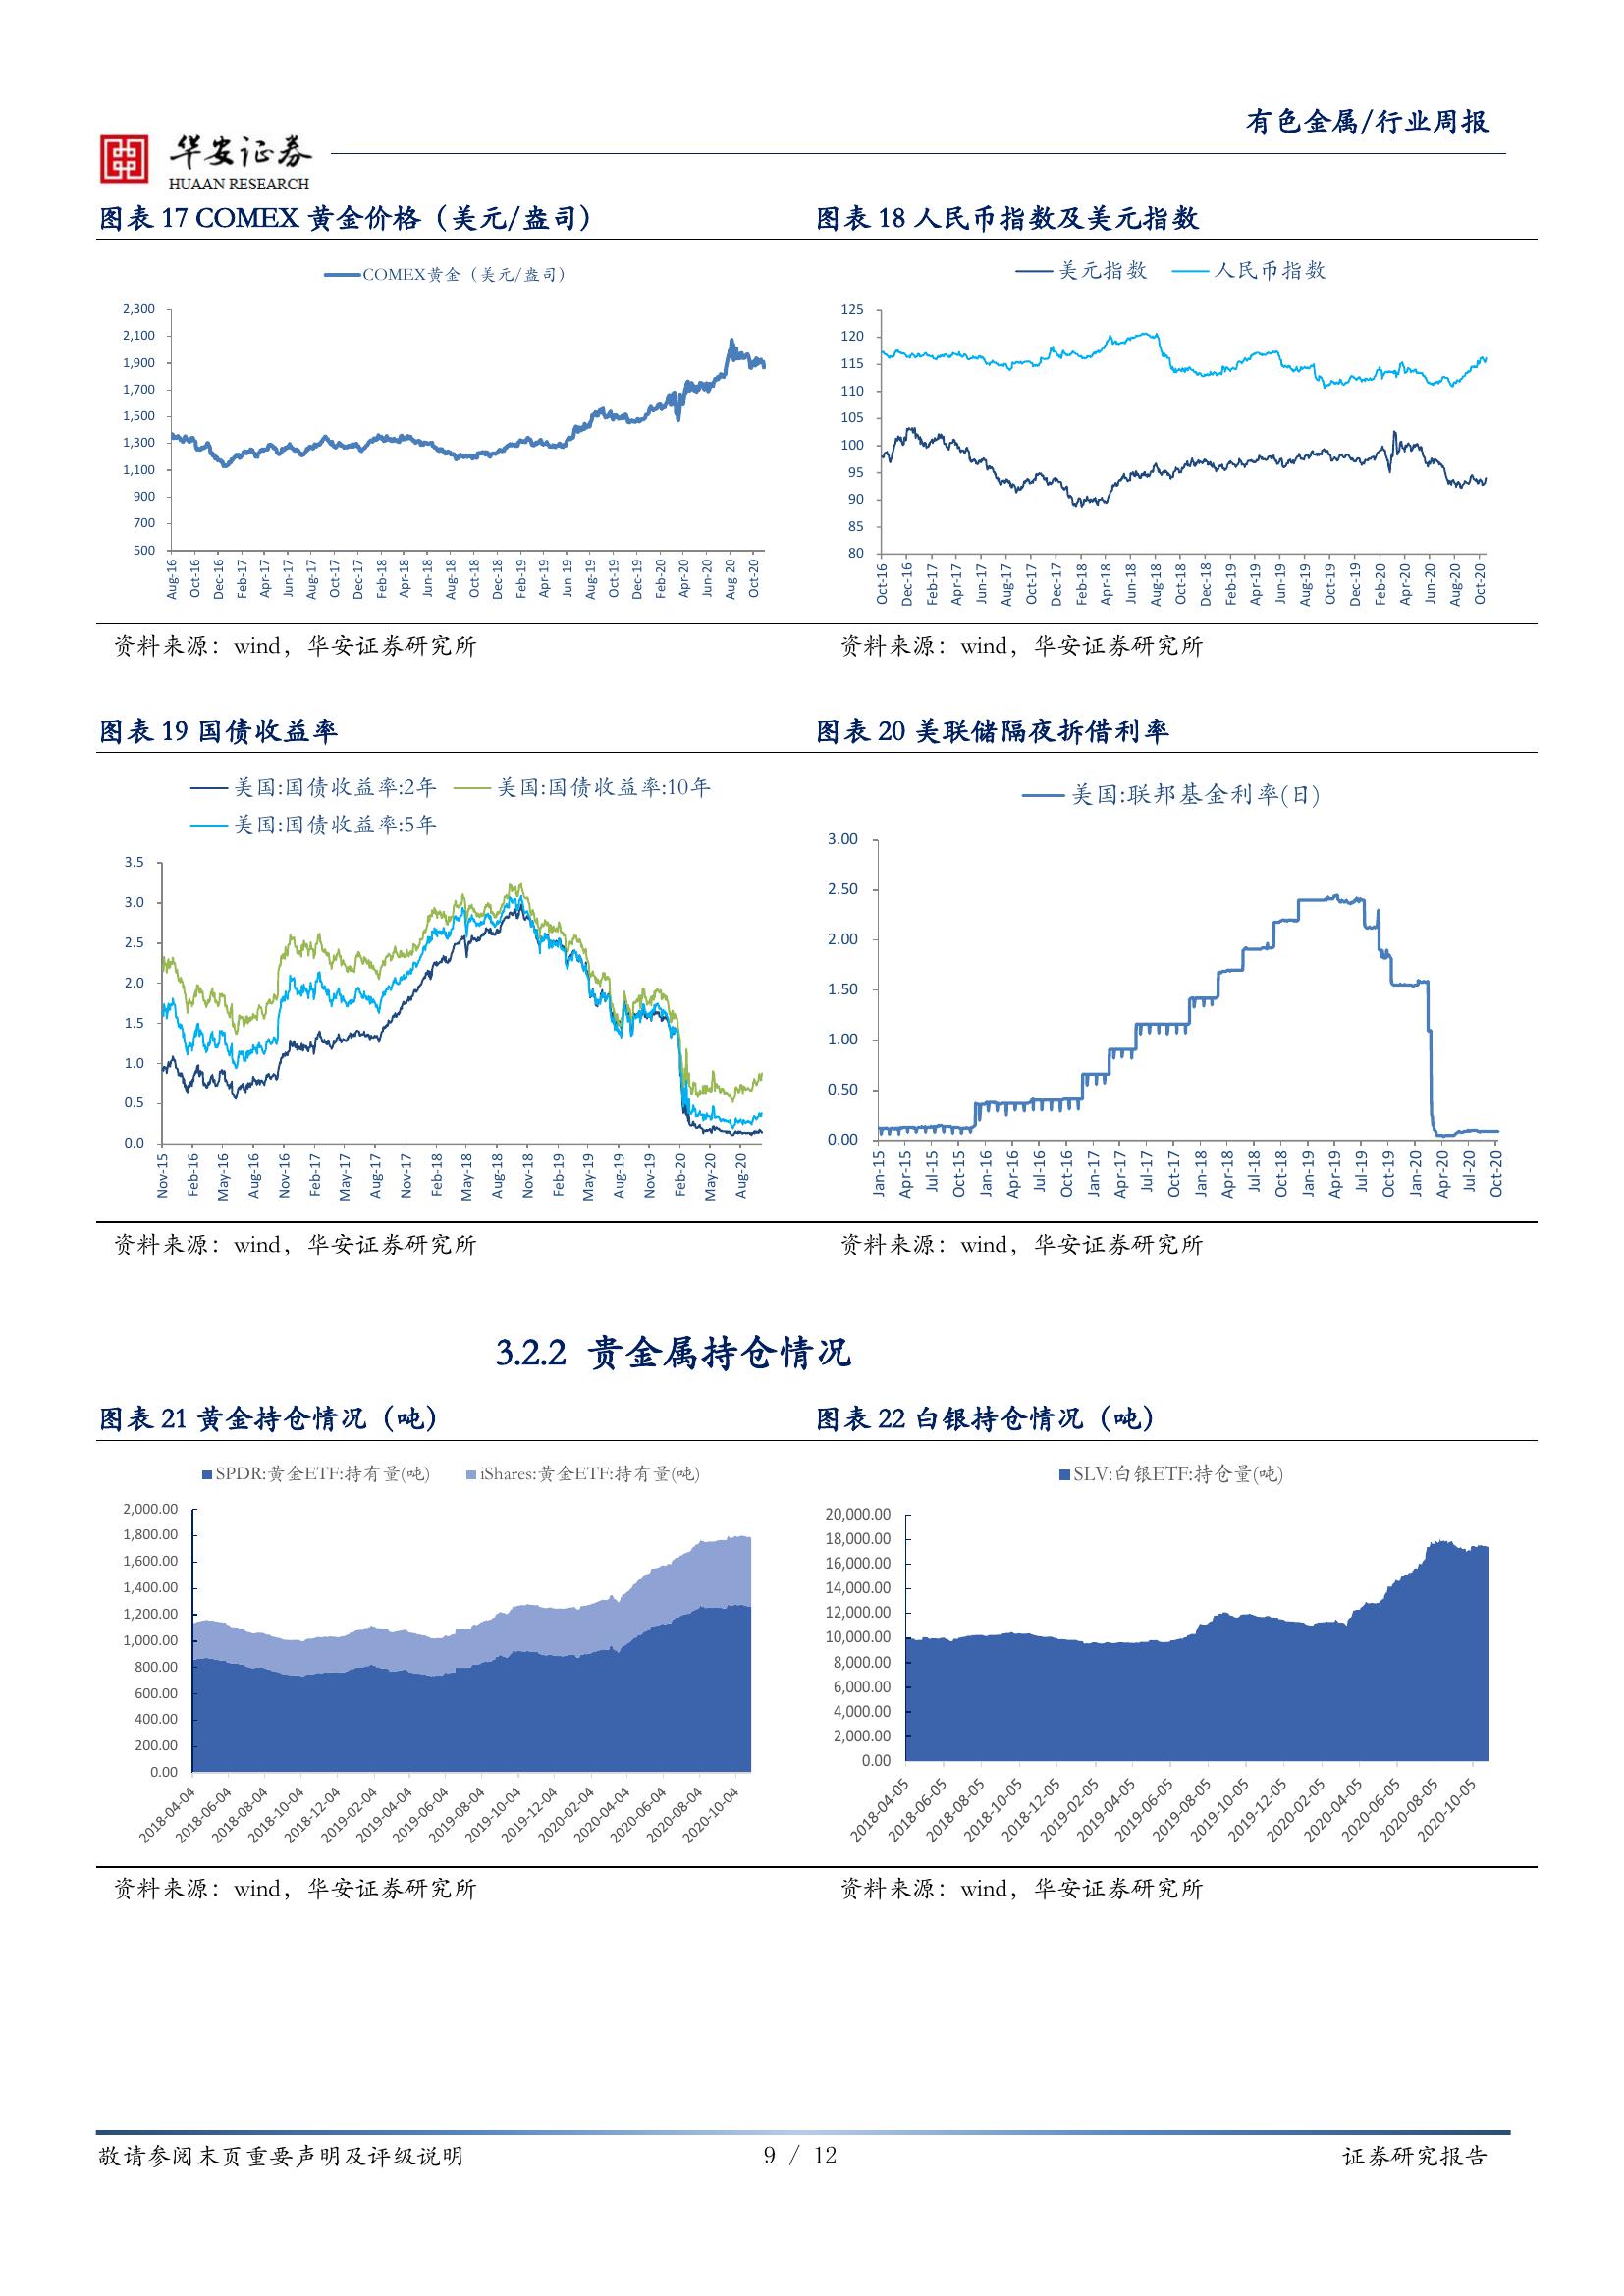 有色金属/行业周报
华安证券
HUAAN RESEARCH
图表 17 COMEX 黄金价格（美元/盎司）
COMEX黄金（美元/盎司）
2,300
2,100
1,900
1,700
1,500
1,300
1,100
900
700
500
Aug-16 Oct-16 Dec-16 Feb-17 Apr-17 Jun-17 Aug-17 Oct-17 Dec-17 Feb-18 Apr-18 Jun-18 Aug-18 Oct-18 Dec-18 Feb-19 Apr-19 Jun-19 Aug-19 Oct-19 Dec-19 Feb-20 Apr-20 Jun-20 Aug-20 Oct-20
资料来源：wind，华安证券研究所
图表 18 人民币指数及美元指数
美元指数 人民币指数
125
120
115
110
105
100
95
90
85
80
Oct-16 Dec-16 Feb-17 Apr-17 Jun-17 Aug-17 Oct-17 Dec-17 Feb-18 Apr-18 Jun-18 Aug-18 Oct-18 Dec-18 Feb-19 Apr-19 Jun-19 Aug-19 Oct-19 Dec-19 Feb-20 Apr-20 Jun-20 Aug-20 Oct-20
资料来源：wind，华安证券研究所
图表 19 国债收益率
美国:国债收益率:2年 美国:国债收益率:10年
美国:国债收益率:5年
3.5
3.0
2.5
2.0
1.5
1.0
0.5
0.0
Nov-15 Feb-16 May-16 Aug-16 Nov-16 Feb-17 May-17 Aug-17 Nov-17 Feb-18 May-18 Aug-18 Nov-18 Feb-19 May-19 Aug-19 Nov-19 Feb-20 May-20 Aug-20
资料来源：wind，华安证券研究所
图表 20 美联储隔夜拆借利率
美国:联邦基金利率(日)
3.00
2.50
2.00
1.50
1.00
0.50
0.00
Jan-15 Apr-15 Jul-15 Oct-15 Jan-16 Apr-16 Jul-16 Oct-16 Jan-17 Apr-17 Jul-17 Oct-17 Jan-18 Apr-18 Jul-18 Oct-18 Jan-19 Apr-19 Jul-19 Oct-19 Jan-20 Apr-20 Jul-20 Oct-20
资料来源：wind，华安证券研究所
3.2.2 贵金属持仓情况
图表 21 黄金持仓情况（吨）
SPDR:黄金ETF:持有量(吨) iShares:黄金ETF:持有量(吨)
2,000.00
1,800.00
1,600.00
1,400.00
1,200.00
1,000.00
800.00
600.00
400.00
200.00
0.00
2018-04-04 2018-06-04 2018-08-04 2018-10-04 2018-12-04 2019-02-04 2019-04-04 2019-06-04 2019-08-04 2019-10-04 2019-12-04 2020-02-04 2020-04-04 2020-06-04 2020-08-04 2020-10-04
资料来源：wind，华安证券研究所
图表 22 白银持仓情况（吨）
SLV:白银ETF:持仓量(吨)
20,000.00
18,000.00
16,000.00
14,000.00
12,000.00
10,000.00
8,000.00
6,000.00
4,000.00
2,000.00
0.00
2018-04-05 2018-06-05 2018-08-05 2018-10-05 2018-12-05 2019-02-05 2019-04-05 2019-06-05 2019-08-05 2019-10-05 2019-12-05 2020-02-05 2020-04-05 2020-06-05 2020-08-05 2020-10-05
资料来源：wind，华安证券研究所
敬请参阅末页重要声明及评级说明
9 / 12
证券研究报告